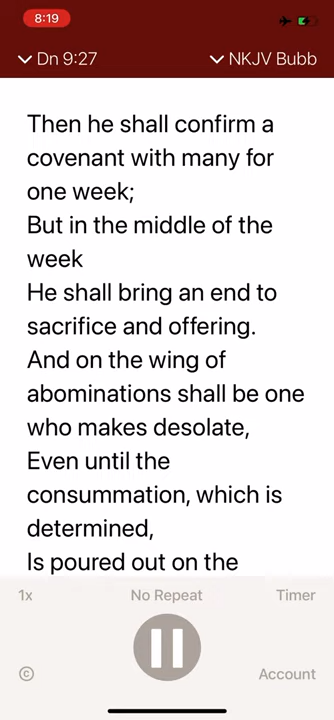 8:19
Dn 9:27
NKJV Bubb
Then he shall confirm a
covenant with many for
one week;
But in the middle of the
week
He shall bring an end to
sacrifice and offering.
And on the wing of
abominations shall be one
who makes desolate,
Even until the
consummation, which is
determined,
Is poured out on the
1x
No Repeat
Timer
©
Account